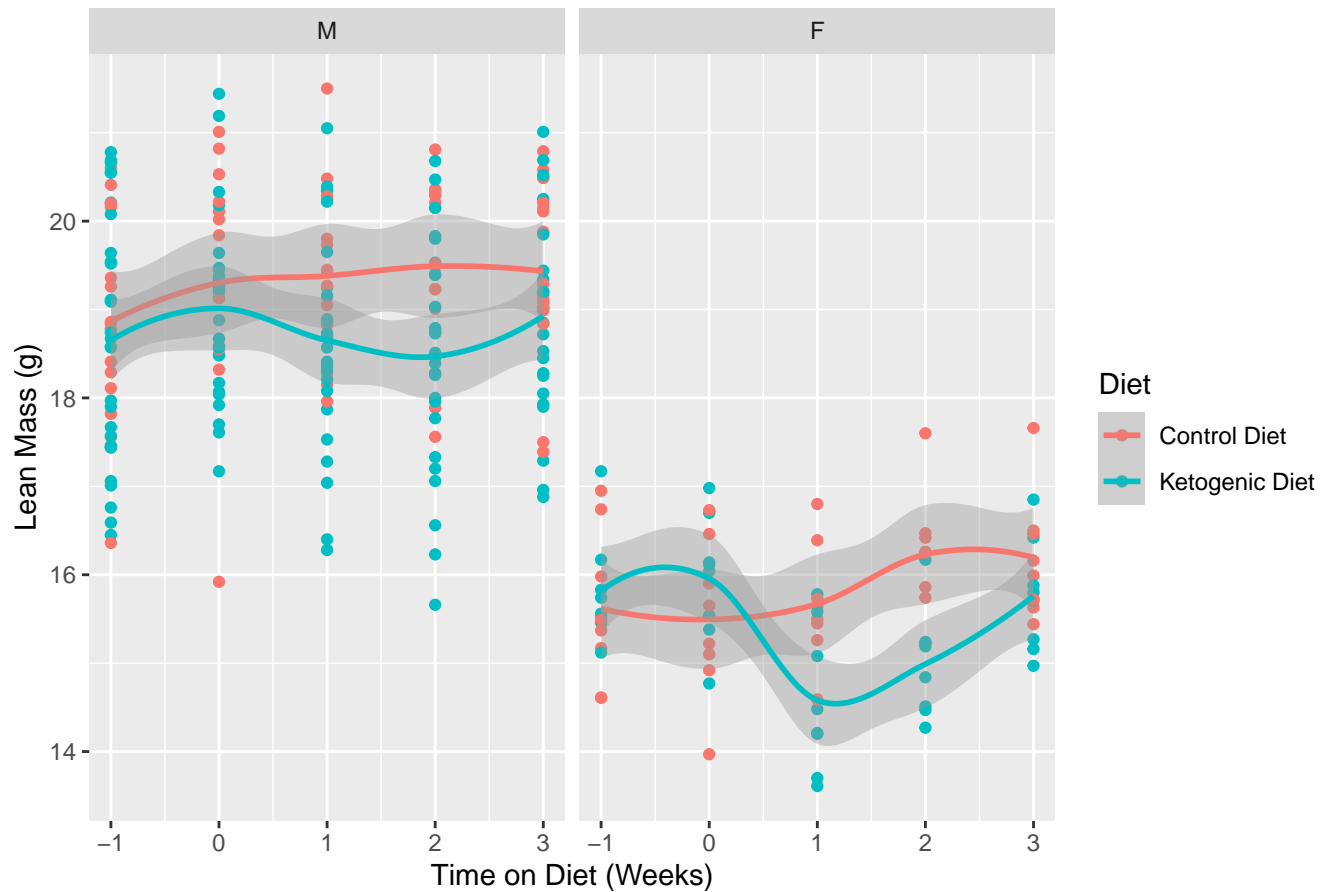 M F
20
18
16
14
Lean Mass (g)
−1 0 1 2 3 −1 0 1 2 3
Time on Diet (Weeks)
Diet
Control Diet
Ketogenic Diet